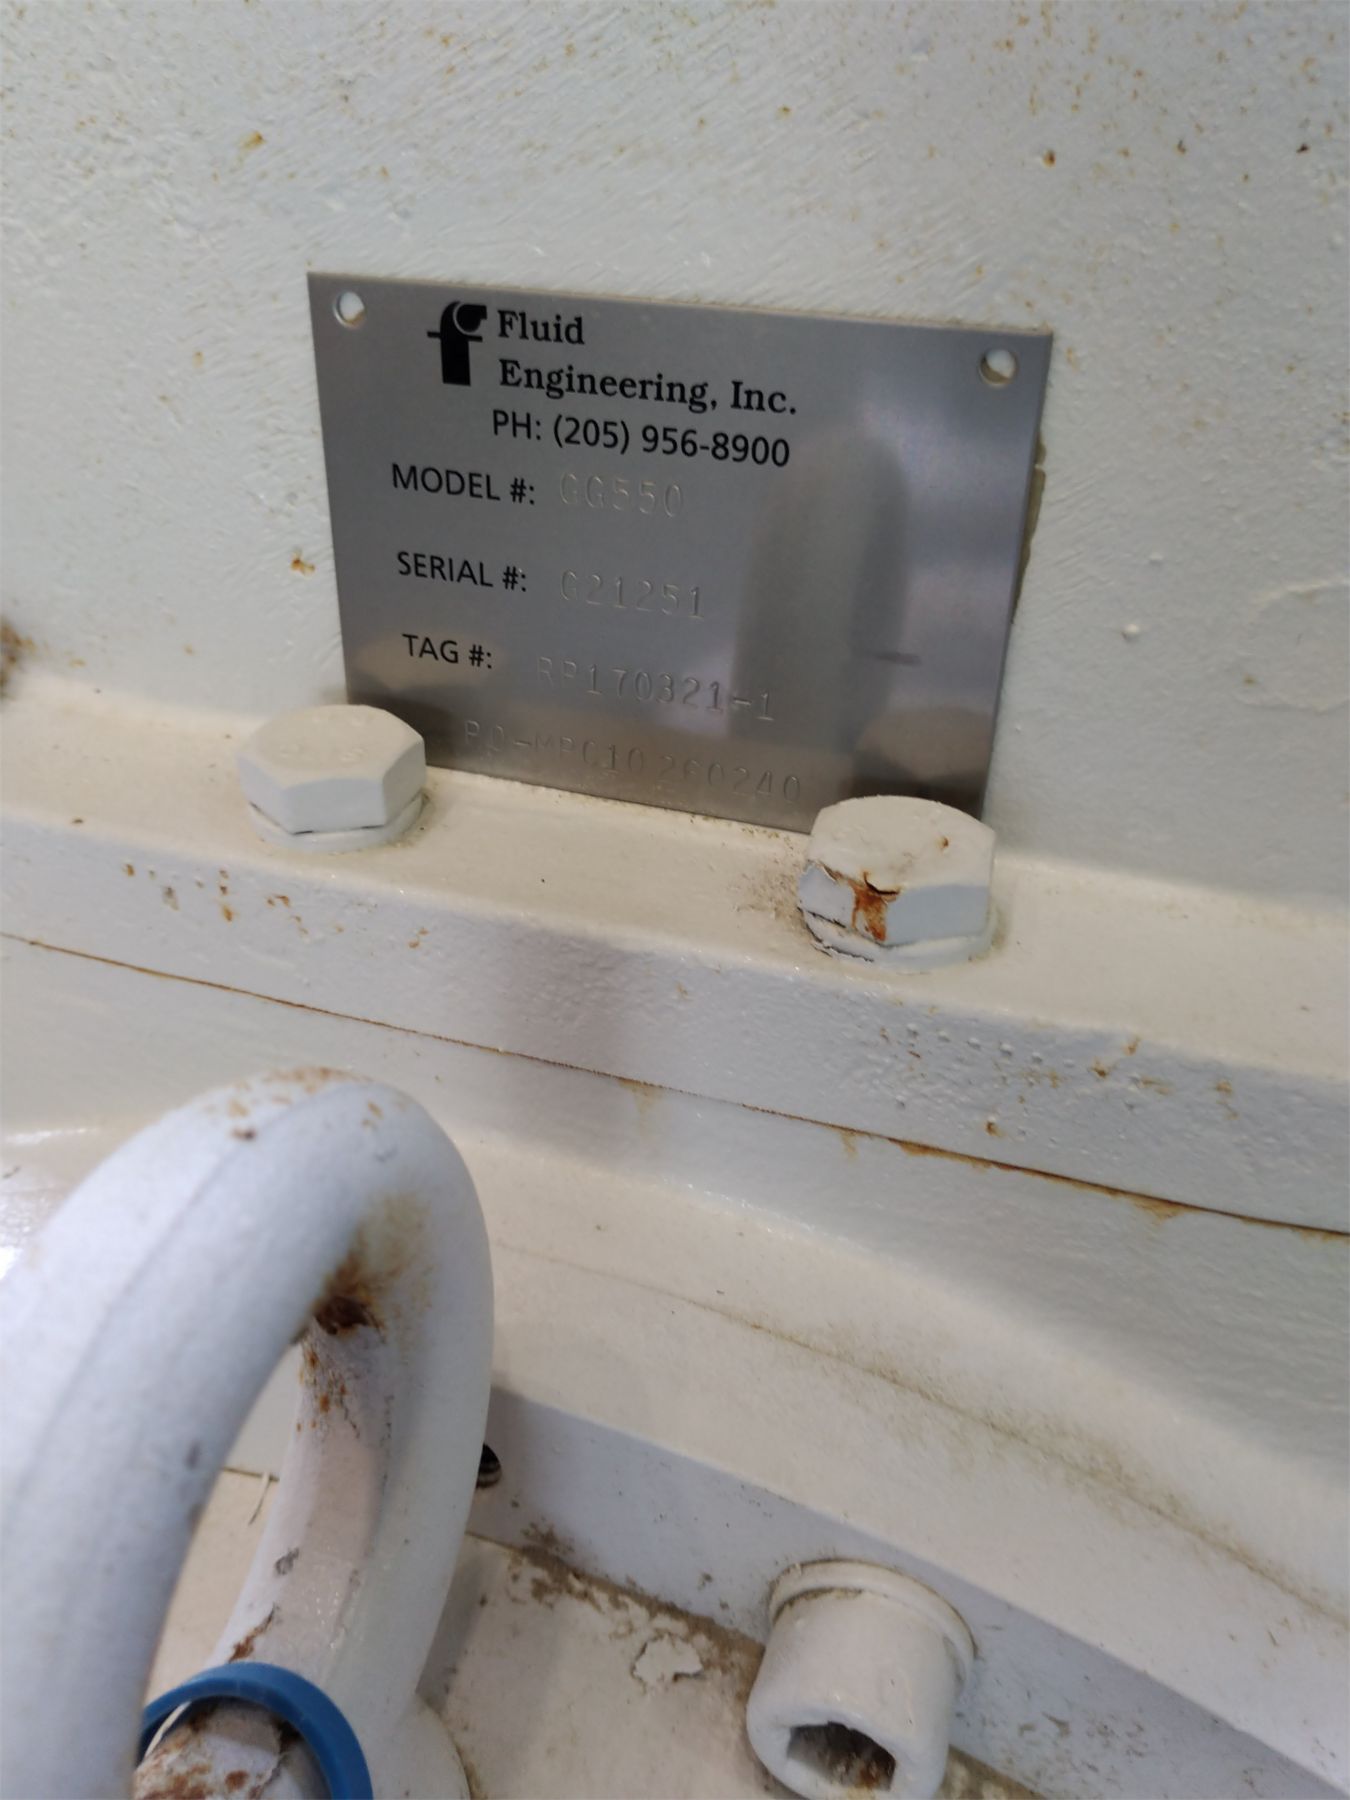 Fluid
Engineering, Inc.
PH: (205) 956-8900
MODEL #: GG550
SERIAL #: G21251
TAG #: RP170321-1